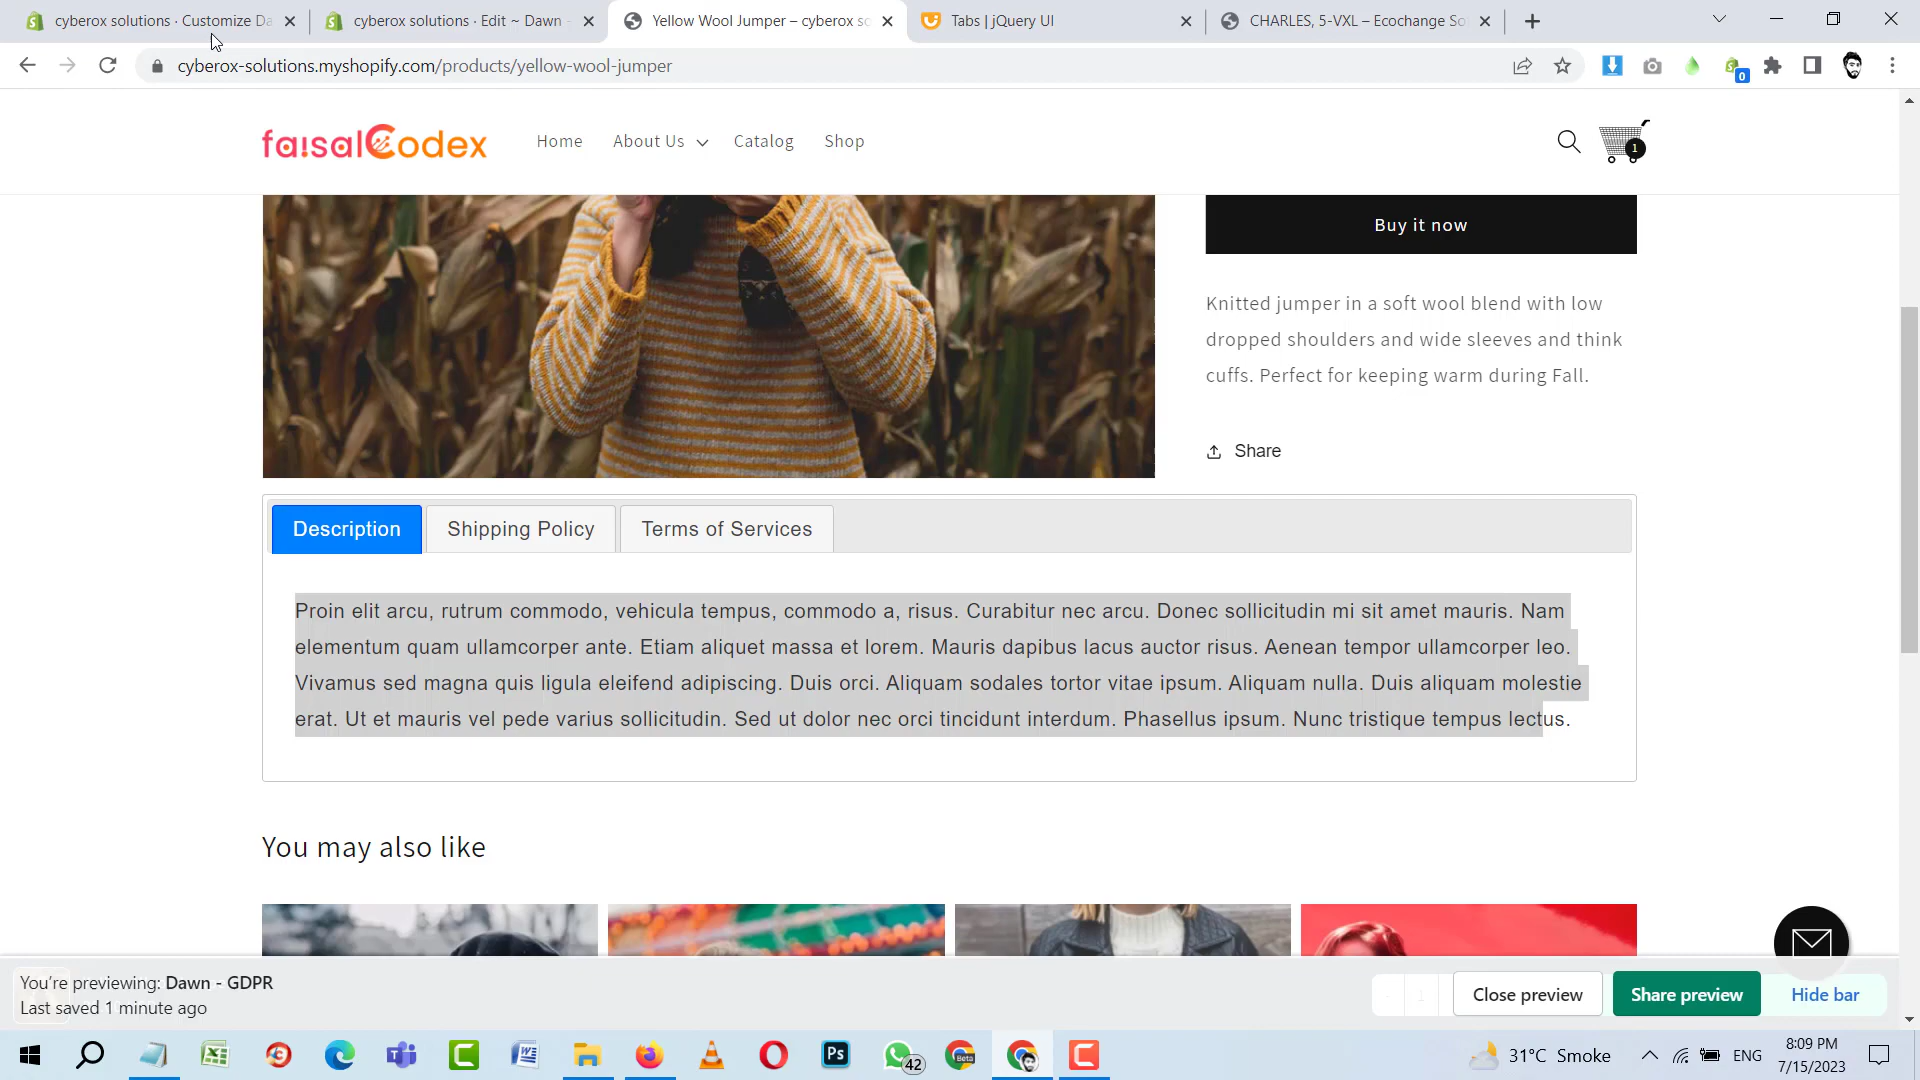 cyberox solutions · Customize Da
cyberox solutions · Edit ~ Dawn
Yellow Wool Jumper – cyberox so
Tabs | jQuery UI
CHARLES, 5-VXL – Ecochange So
cyberox-solutions.myshopify.com/products/yellow-wool-jumper
0
faisalCodex
Home
About Us
Catalog
Shop
1
Buy it now
Knitted jumper in a soft wool blend with low
dropped shoulders and wide sleeves and think
cuffs. Perfect for keeping warm during Fall.
Share
Description
Shipping Policy
Terms of Services
Proin elit arcu, rutrum commodo, vehicula tempus, commodo a, risus. Curabitur nec arcu. Donec sollicitudin mi sit amet mauris. Nam
elementum quam ullamcorper ante. Etiam aliquet massa et lorem. Mauris dapibus lacus auctor risus. Aenean tempor ullamcorper leo.
Vivamus sed magna quis ligula eleifend adipiscing. Duis orci. Aliquam sodales tortor vitae ipsum. Aliquam nulla. Duis aliquam molestie
erat. Ut et mauris vel pede varius sollicitudin. Sed ut dolor nec orci tincidunt interdum. Phasellus ipsum. Nunc tristique tempus lectus.
You may also like
You're previewing: Dawn - GDPR
Last saved 1 minute ago
1
Close preview
Share preview
Hide bar
Ps
42
Beta
31°C Smoke
ENG
8:09 PM
7/15/2023